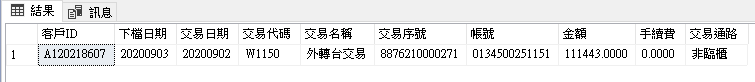 結果 訊息
客戶ID 下檔日期 交易日期 交易代碼 交易名稱 交易序號 帳號 金額 手續費 交易通路
1 A120218607 20200903 20200902 W1150 外轉台交易 8876210000271 0134500251151 111443.0000 0.0000 非臨櫃